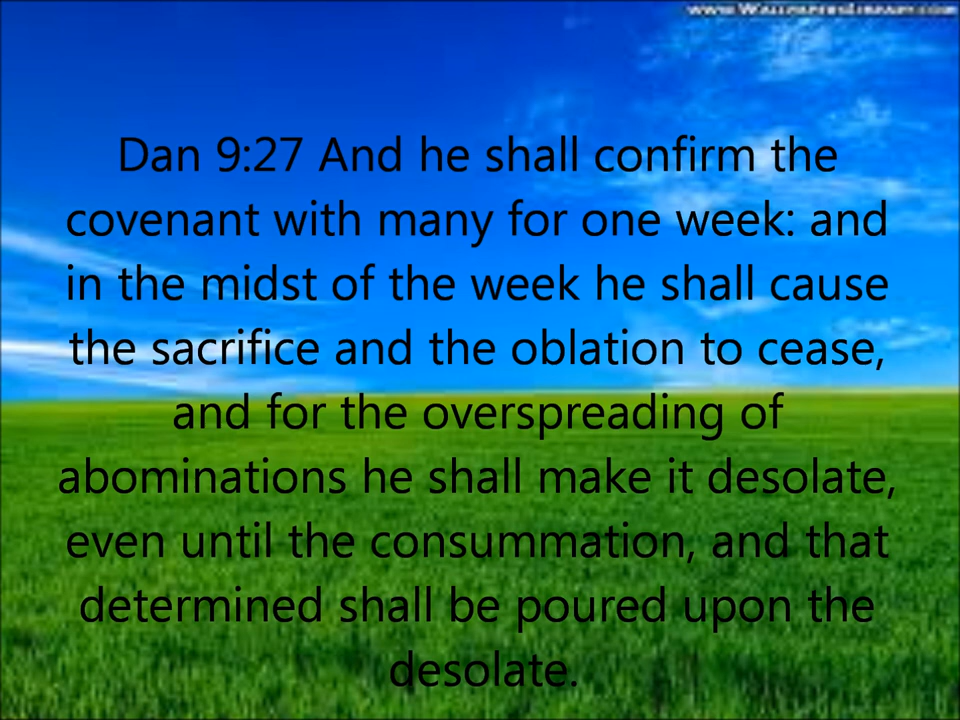 Dan 9:27 And he shall confirm the
covenant with many for one week: and
in the midst of the week he shall cause
the sacrifice and the oblation to cease,
and for the overspreading of
abominations he shall make it desolate,
even until the consummation, and that
determined shall be poured upon the
desolate.